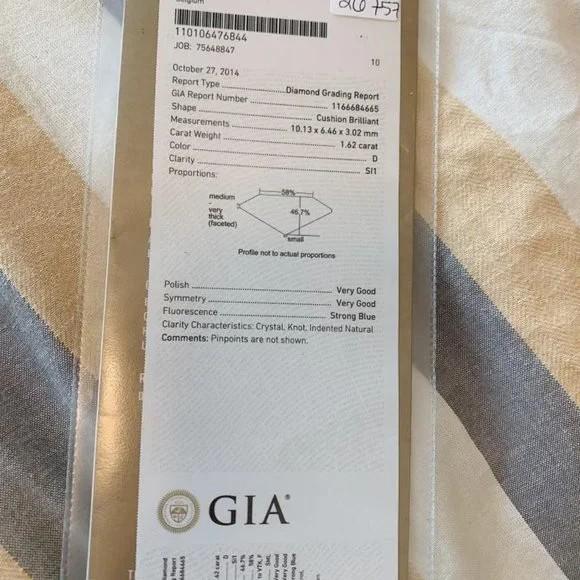 Belgium
26757
110106476844
JOB: 75648847
10
October 27, 2014
Report Type Diamond Grading Report
GIA Report Number 1166684665
Shape Cushion Brilliant
Measurements 10.13 x 6.46 x 3.02 mm
Carat Weight 1.62 carat
Color D
Clarity SI1
Proportions:
58%
medium - very thick (faceted)
46.7%
small
Profile not to actual proportions
Polish Very Good
Symmetry Very Good
Fluorescence Strong Blue
Clarity Characteristics: Crystal, Knot, Indented Natural
Comments: Pinpoints are not shown.
GIA®